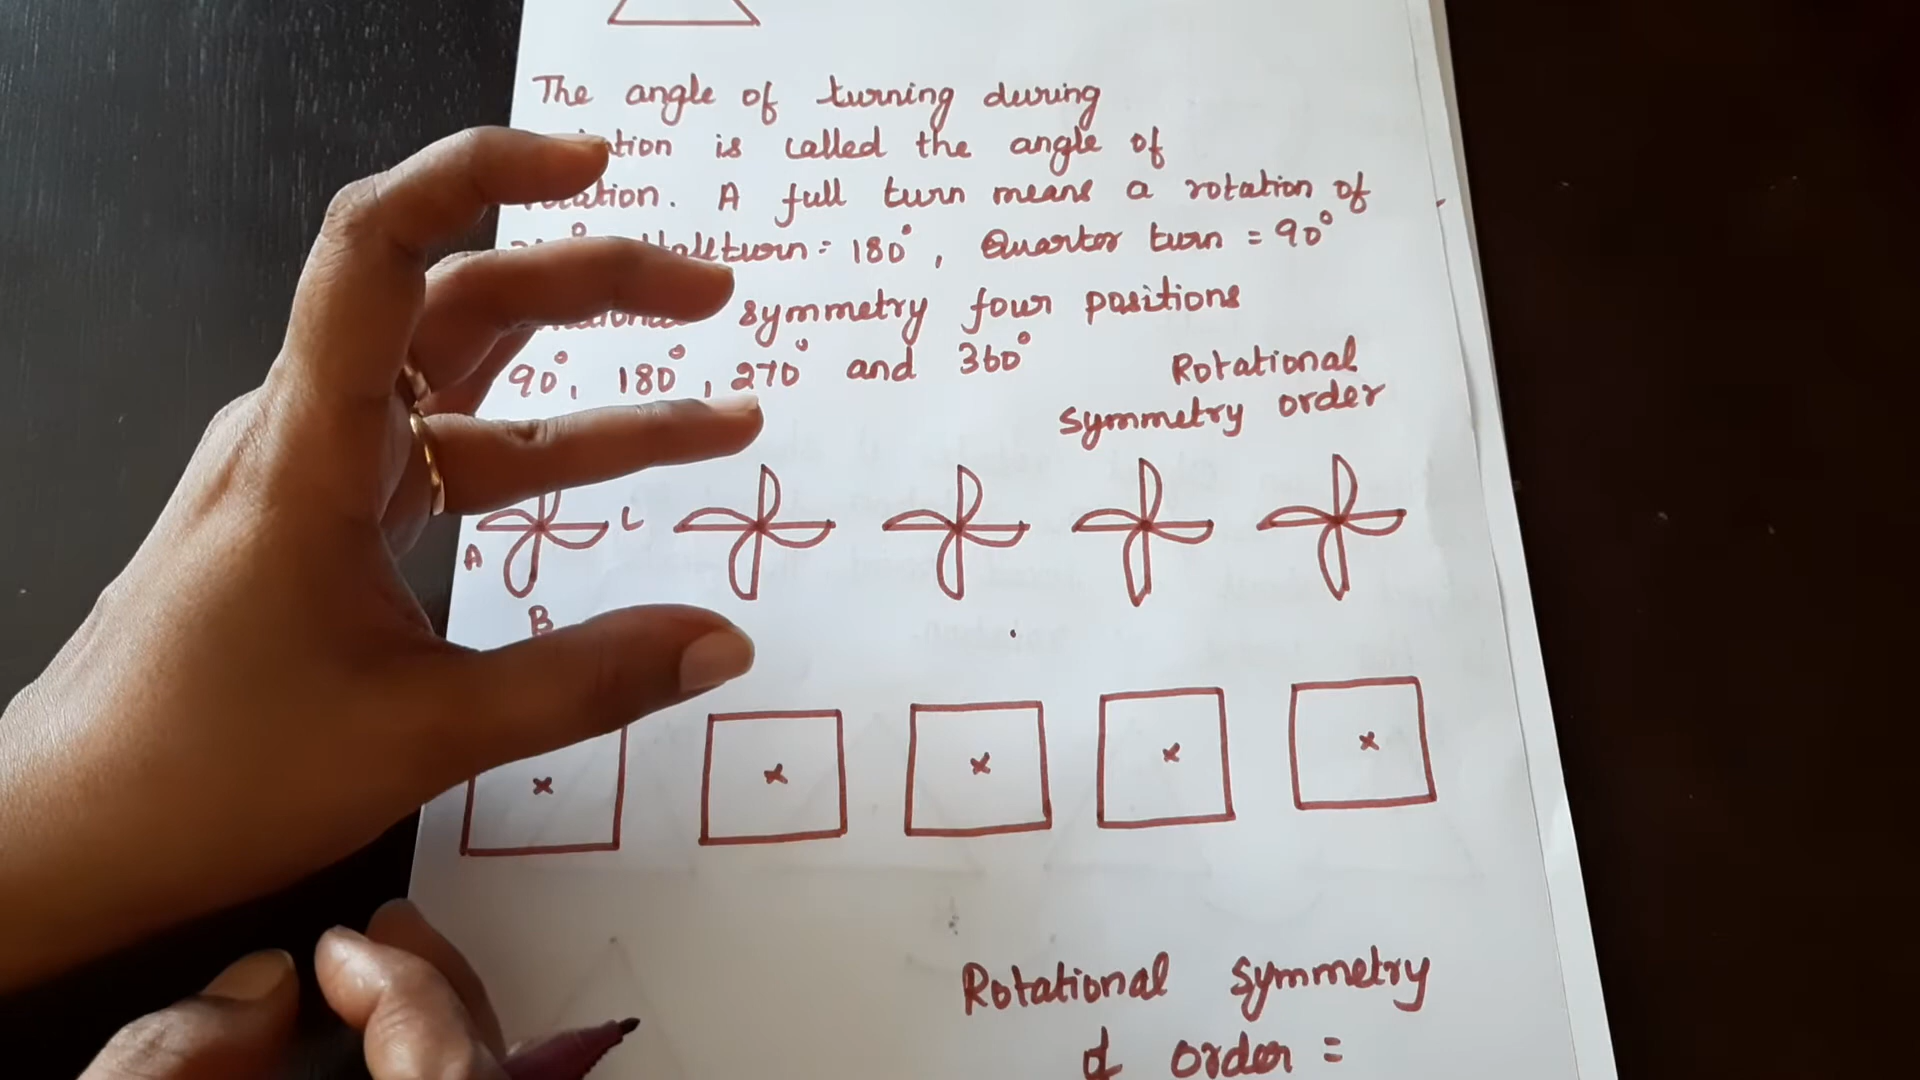 The angle of turning during
is called the angle of
. A full turn means a rotation of
turn = 180°, Quarter turn = 90°
symmetry four positions
90°, 180°, 270° and 360°
Rotational
symmetry order
A
B
C
x x x x x
Rotational symmetry
of order =